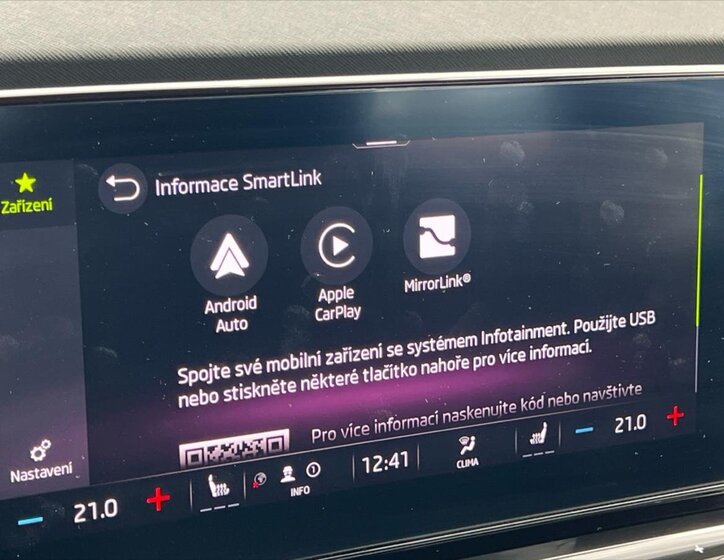 Informace SmartLink
Zařízení
Android
Auto
Apple
CarPlay
MirrorLink®
Spojte své mobilní zařízení se systémem Infotainment. Použijte USB
nebo stiskněte některé tlačítko nahoře pro více informací.
Pro více informací naskenujte kód nebo navštivte
Nastavení
21.0
INFO
12:41
CLIMA
21.0